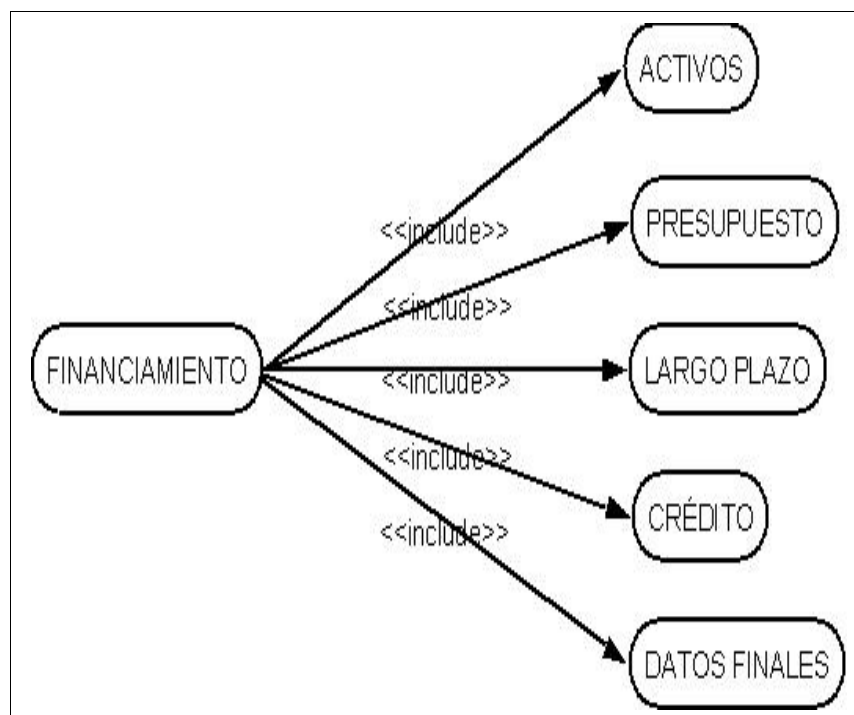 ACTIVOS
<<include>>
PRESUPUESTO
<<include>>
FINANCIAMIENTO
<<include>>
LARGO PLAZO
<<include>>
CRÉDITO
<<include>>
DATOS FINALES